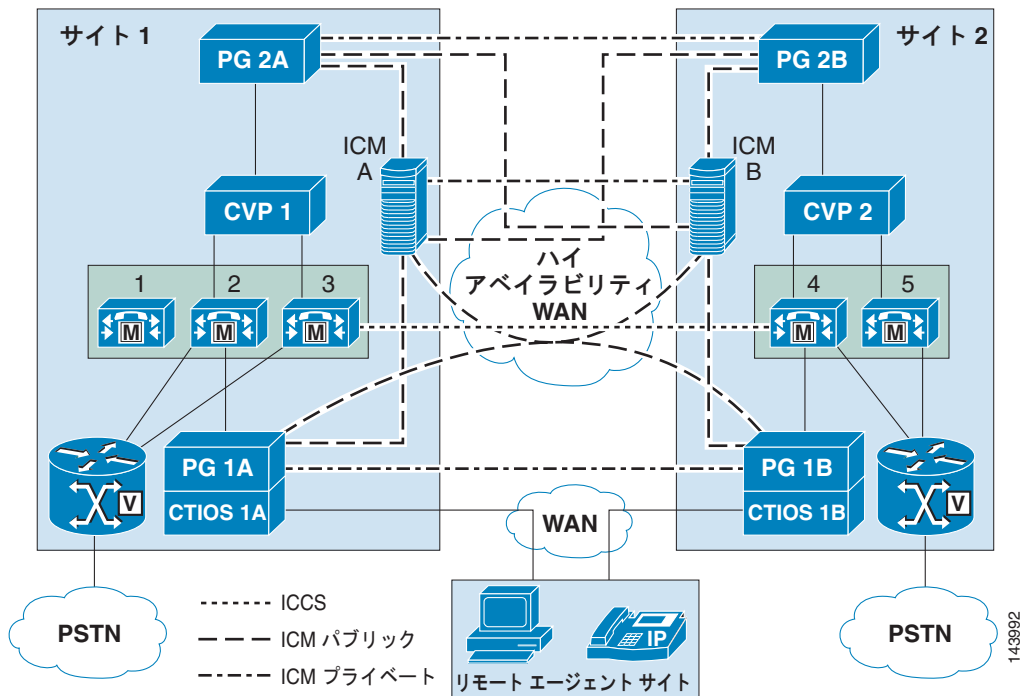 サイト 1
サイト 2
PG 2A
PG 2B
ICM
A
ICM
B
CVP 1
CVP 2
ハイ
アベイラビリティ
WAN
1
2
3
4
5
M
M
M
M
M
PG 1A
CTIOS 1A
PG 1B
CTIOS 1B
V
V
WAN
PSTN
PSTN
ICCS
ICM パブリック
ICM プライベート
IP
リモート エージェント サイト
143992